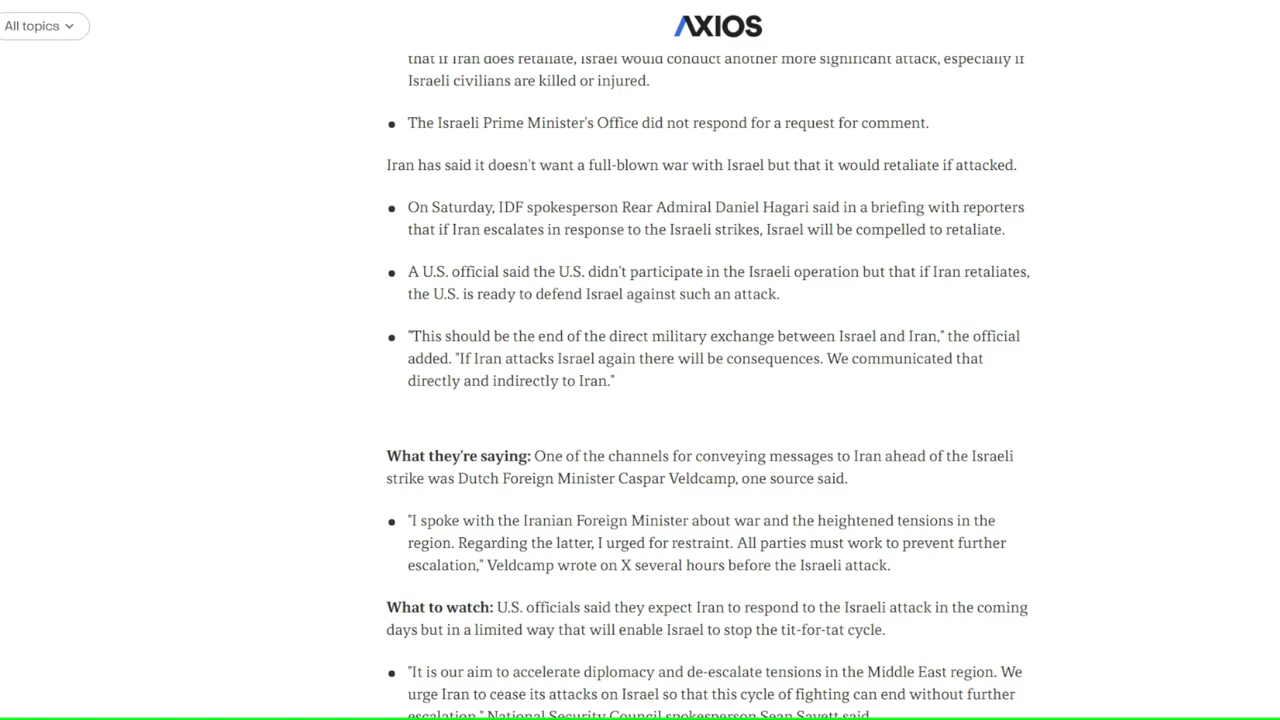 All topics
AXIOS
that if Iran does retaliate, Israel would conduct another more significant attack, especially if
Israeli civilians are killed or injured.
• The Israeli Prime Minister's Office did not respond for a request for comment.
Iran has said it doesn't want a full-blown war with Israel but that it would retaliate if attacked.
• On Saturday, IDF spokesperson Rear Admiral Daniel Hagari said in a briefing with reporters
that if Iran escalates in response to the Israeli strikes, Israel will be compelled to retaliate.
• A U.S. official said the U.S. didn't participate in the Israeli operation but that if Iran retaliates,
the U.S. is ready to defend Israel against such an attack.
• "This should be the end of the direct military exchange between Israel and Iran," the official
added. "If Iran attacks Israel again there will be consequences. We communicated that
directly and indirectly to Iran."
What they're saying: One of the channels for conveying messages to Iran ahead of the Israeli
strike was Dutch Foreign Minister Caspar Veldcamp, one source said.
• "I spoke with the Iranian Foreign Minister about war and the heightened tensions in the
region. Regarding the latter, I urged for restraint. All parties must work to prevent further
escalation," Veldcamp wrote on X several hours before the Israeli attack.
What to watch: U.S. officials said they expect Iran to respond to the Israeli attack in the coming
days but in a limited way that will enable Israel to stop the tit-for-tat cycle.
• "It is our aim to accelerate diplomacy and de-escalate tensions in the Middle East region. We
urge Iran to cease its attacks on Israel so that this cycle of fighting can end without further
escalation," National Security Council spokesperson Sean Savett said.